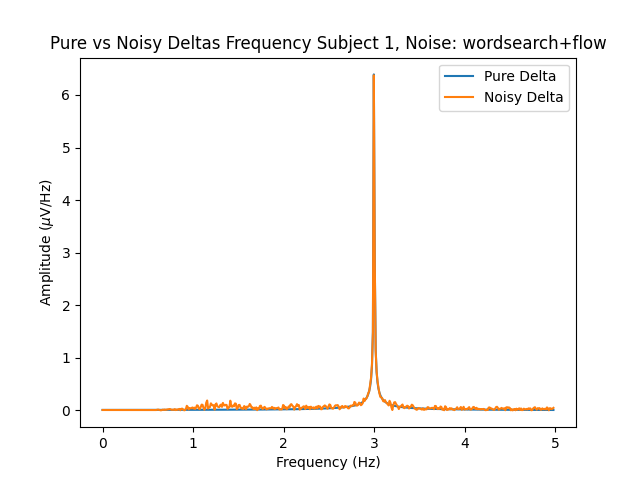 Pure vs Noisy Deltas Frequency Subject 1, Noise: wordsearch+flow
Pure Delta
Noisy Delta
Amplitude (μV/Hz)
6
5
4
3
2
1
0
0 1 2 3 4 5
Frequency (Hz)